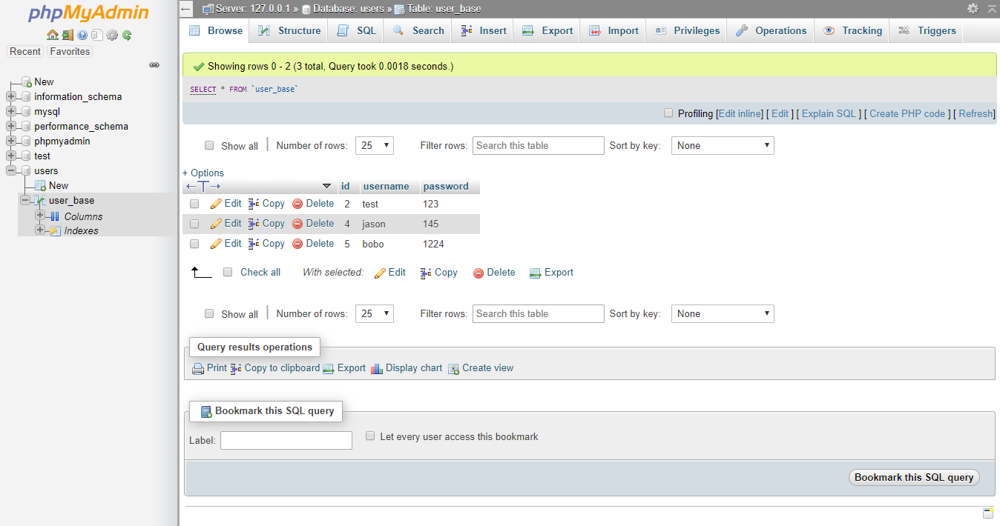 phpMyAdmin
Recent Favorites
New
information_schema
mysql
performance_schema
phpmyadmin
test
users
New
user_base
Columns
Indexes
Server: 127.0.0.1 » Database: users » Table: user_base
Browse Structure SQL Search Insert Export Import Privileges Operations Tracking Triggers
Showing rows 0 - 2 (3 total, Query took 0.0018 seconds.)
SELECT * FROM `user_base`
Profiling [Edit inline] [ Edit ] [ Explain SQL ] [ Create PHP code ] [ Refresh]
Show all | Number of rows: 25 Filter rows: Search this table Sort by key: None
+ Options
←T→ id username password
Edit Copy Delete 2 test 123
Edit Copy Delete 4 jason 145
Edit Copy Delete 5 bobo 1224
Check all With selected: Edit Copy Delete Export
Show all | Number of rows: 25 Filter rows: Search this table Sort by key: None
Query results operations
Print Copy to clipboard Export Display chart Create view
Bookmark this SQL query
Label: Let every user access this bookmark
Bookmark this SQL query